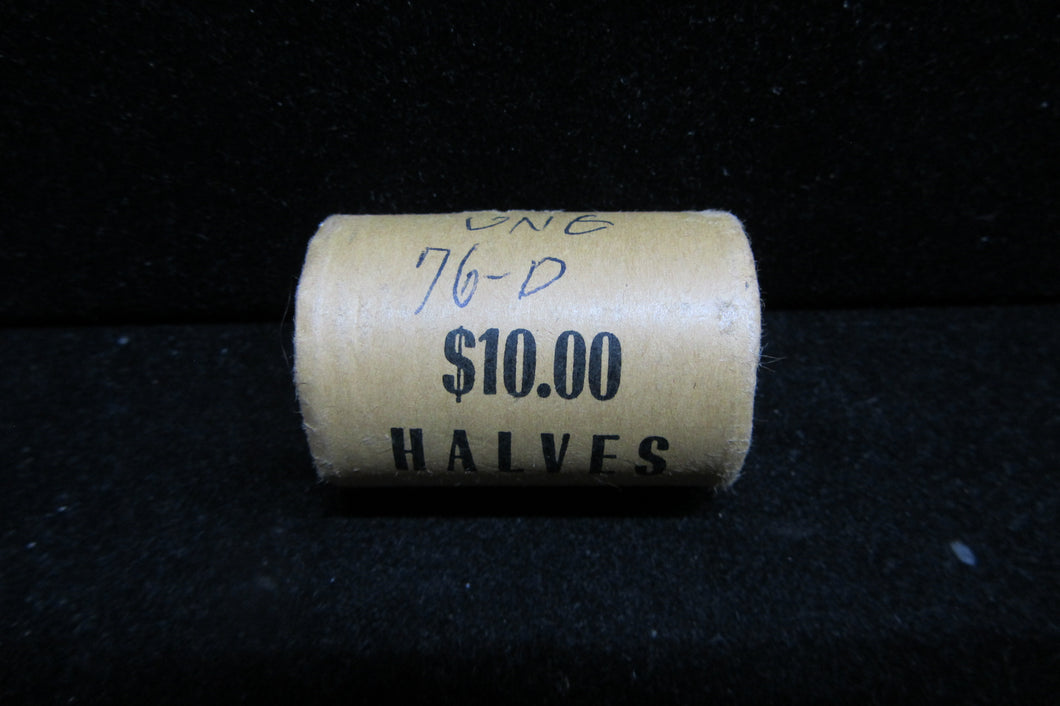 UNC
76-D
$10.00
HALVES